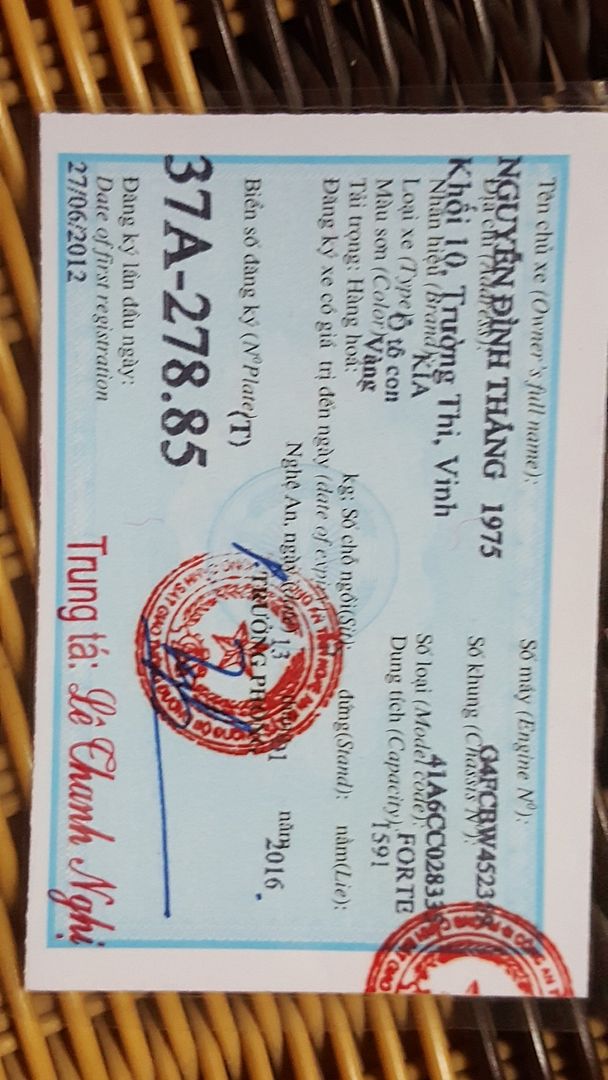 Tên chủ xe (Owner's full name):
NGUYỄN ĐÌNH THẮNG 1975
Địa chỉ (Address):
Khối 10, Trường Thi, Vinh
Nhãn hiệu (Brand):
KIA
Loại xe (Type):
Ô tô con
Màu sơn (Color):
Vàng
Tải trọng: Hàng hoá: kg; Số chỗ ngồi(Sit): đứng(Stand): nằm(Lie):
Đăng ký xe có giá trị đến ngày (date of
Nghệ An, ngày 13 năm 2016
Số máy (Engine Nº):
Số khung (Chassis Nº):
Số loại (Model code): FORTE
Dung tích (Capacity): 1591
Biển số đăng ký (Nº Plate)(T)
37A-278.85
TRƯỞNG PHÒNG
Đăng ký lần đầu ngày:
Date of first registration
27/06/2012
Trung tá: Lê Thanh Nghị